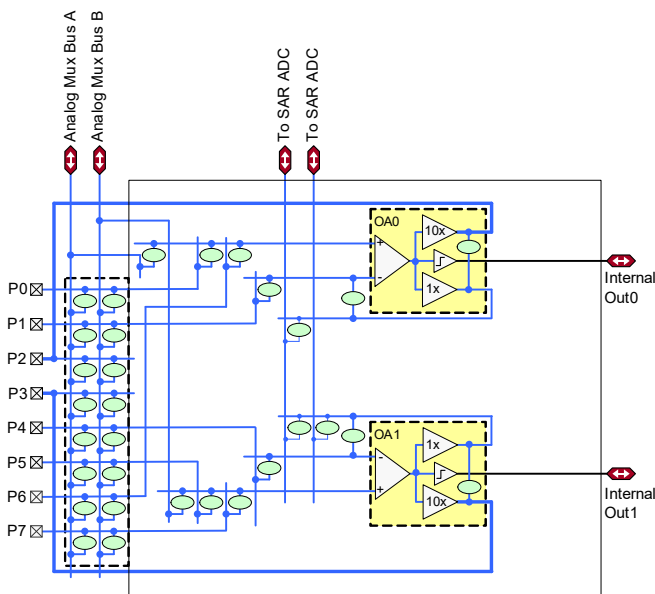 Analog Mux Bus A
Analog Mux Bus B
To SAR ADC
To SAR ADC
OA0
+
-
10x
1x
Internal
Out0
P0
P1
P2
P3
P4
P5
P6
P7
OA1
-
+
1x
10x
Internal
Out1